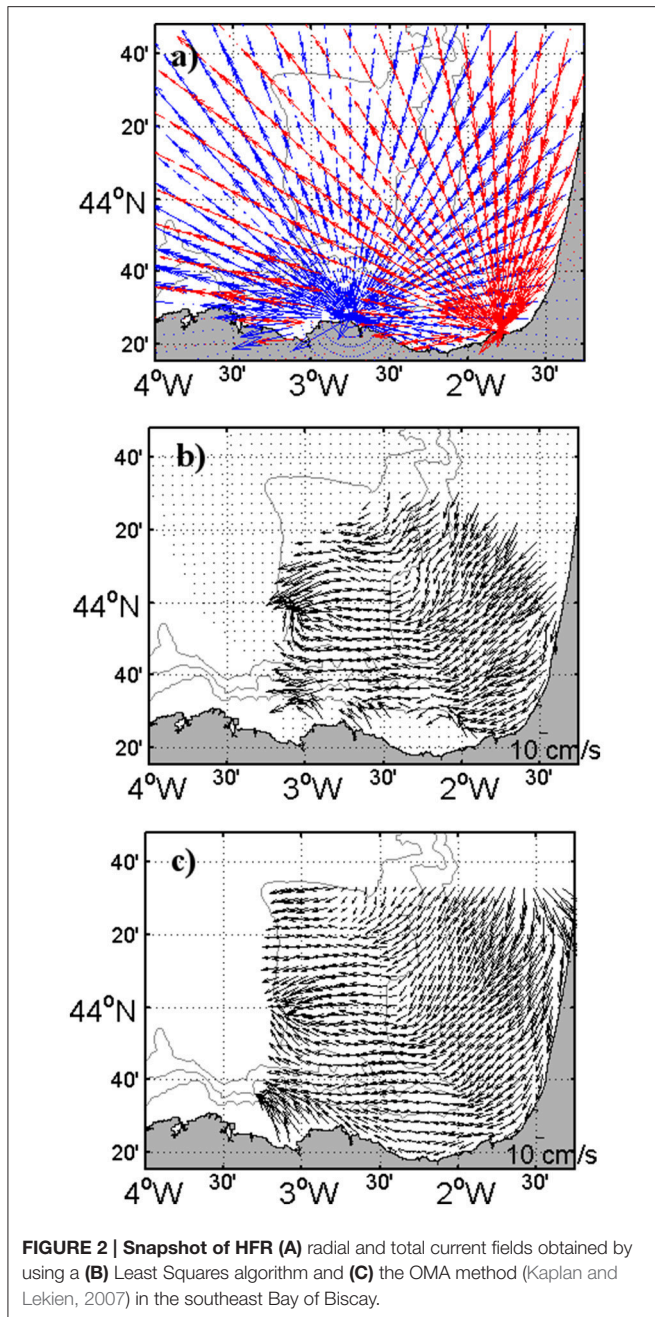 a)
40'
20'
44°N
40'
20'
4°W
30'
3°W
30'
2°W
30'
b)
40'
20'
44°N
40'
20'
10 cm/s
4°W
30'
3°W
30'
2°W
30'
c)
40'
20'
44°N
40'
20'
10 cm/s
4°W
30'
3°W
30'
2°W
30'
FIGURE 2 | Snapshot of HFR (A) radial and total current fields obtained by
using a (B) Least Squares algorithm and (C) the OMA method (Kaplan and
Lekien, 2007) in the southeast Bay of Biscay.